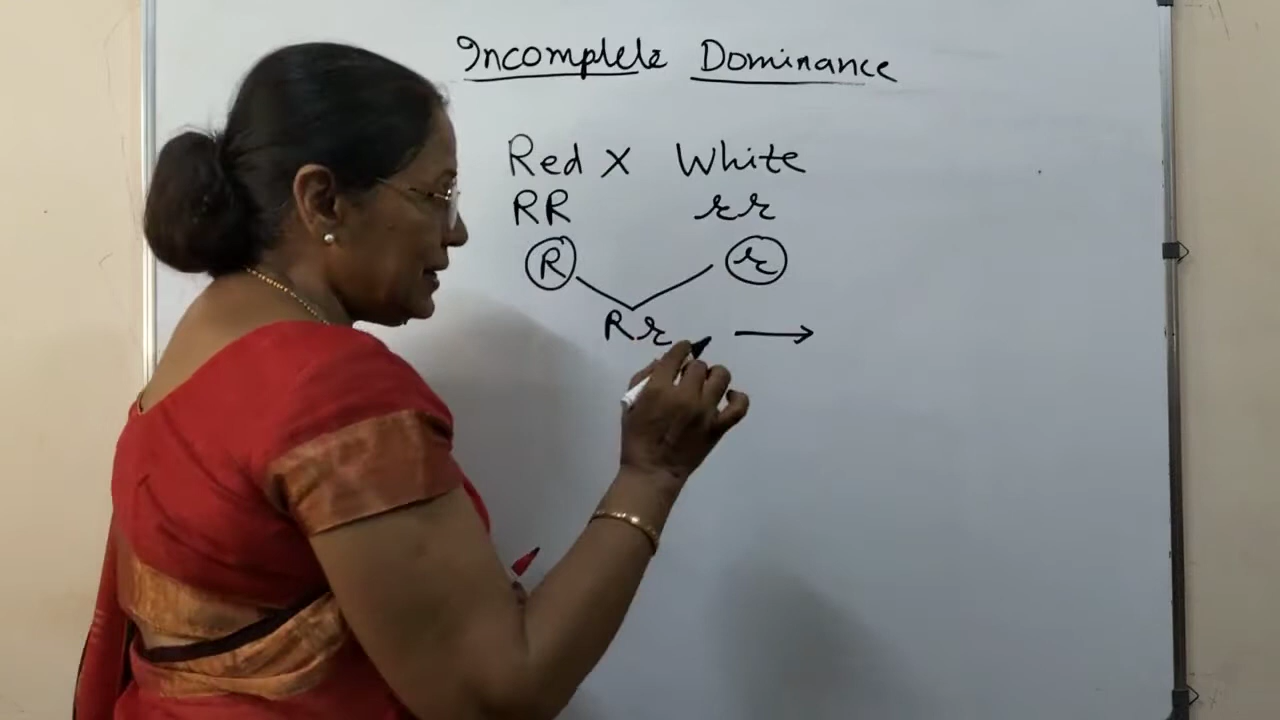 Incomplete Dominance
Red X White
RR rr
R r
Rr →